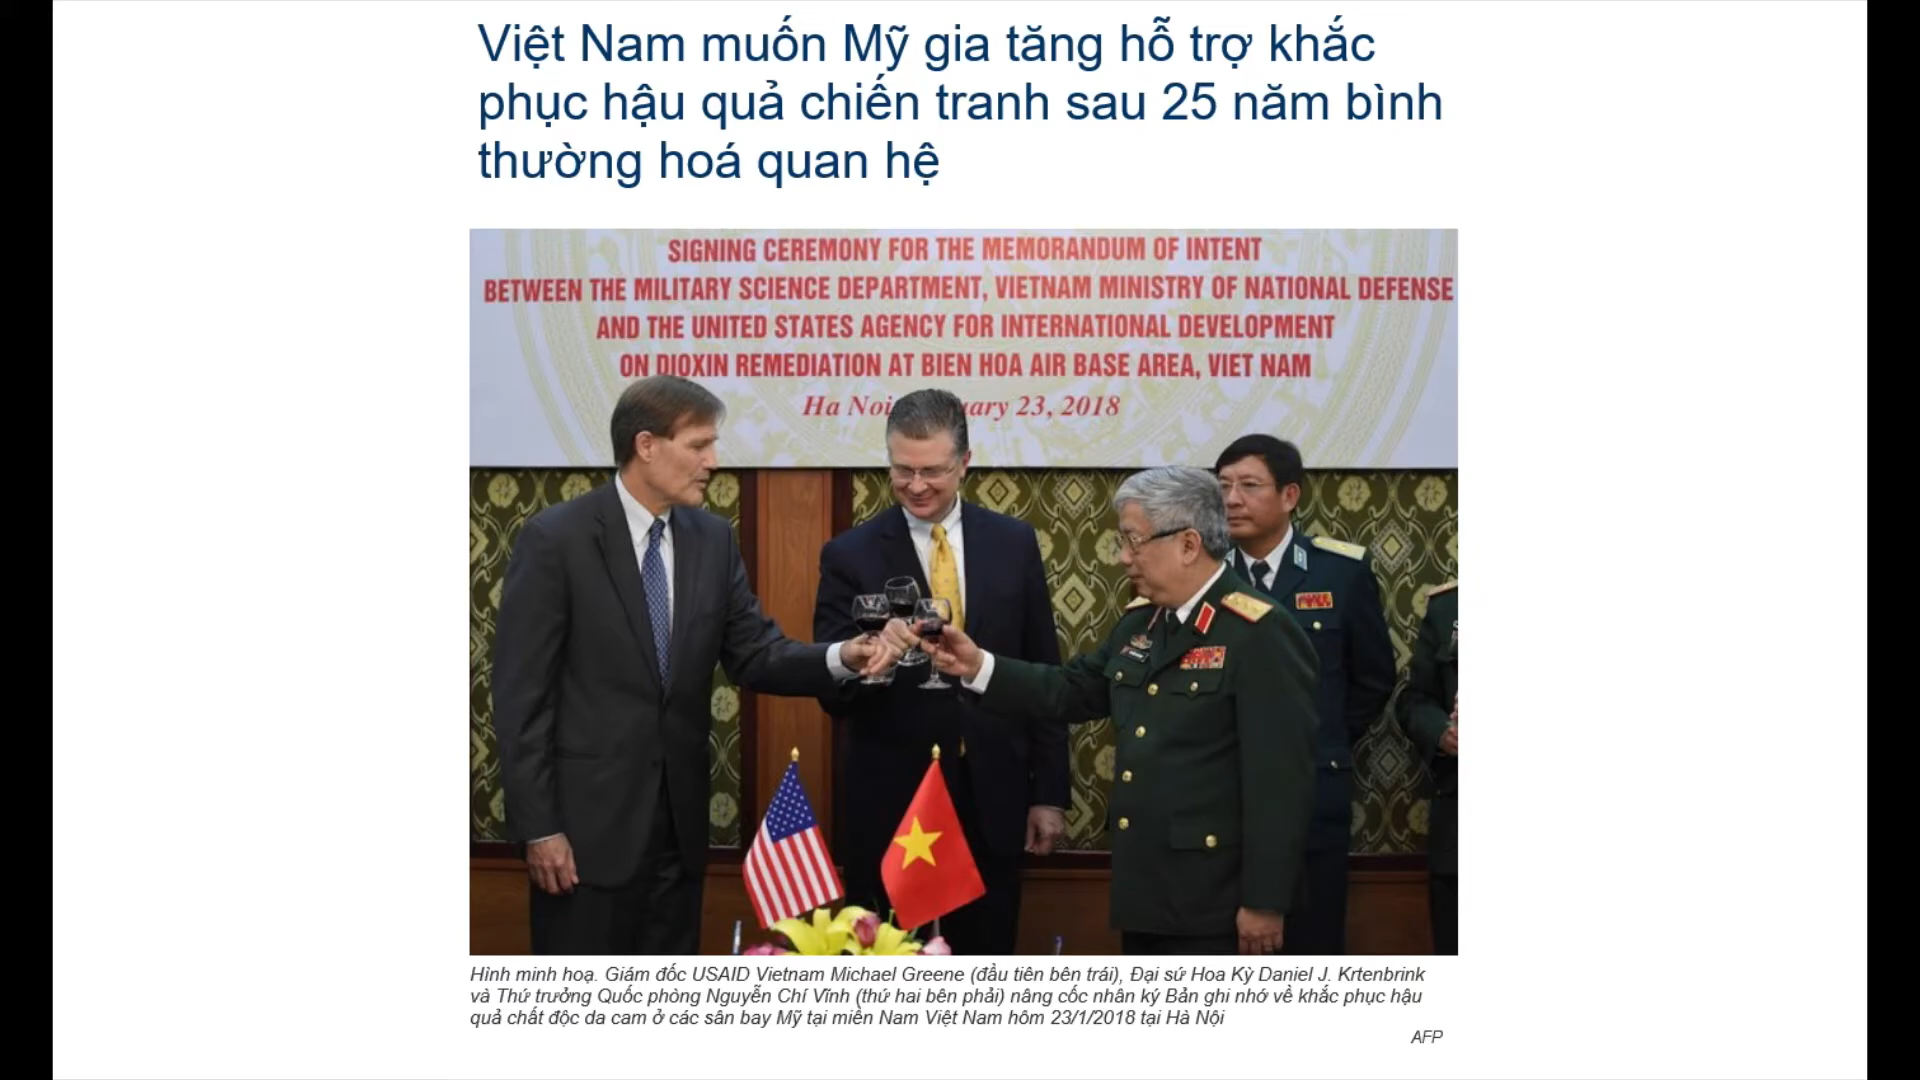 Việt Nam muốn Mỹ gia tăng hỗ trợ khắc
phục hậu quả chiến tranh sau 25 năm bình
thường hoá quan hệ
SIGNING CEREMONY FOR THE MEMORANDUM OF INTENT
BETWEEN THE MILITARY SCIENCE DEPARTMENT, VIETNAM MINISTRY OF NATIONAL DEFENSE
AND THE UNITED STATES AGENCY FOR INTERNATIONAL DEVELOPMENT
ON DIOXIN REMEDIATION AT BIEN HOA AIR BASE AREA, VIET NAM
Ha Noi 23, 2018
Hình minh hoạ. Giám đốc USAID Vietnam Michael Greene (đầu tiên bên trái), Đại sứ Hoa Kỳ Daniel J. Krtenbrink
và Thứ trưởng Quốc phòng Nguyễn Chí Vĩnh (thứ hai bên phải) nâng cốc nhân ký Bản ghi nhớ về khắc phục hậu
quả chất độc da cam ở các sân bay Mỹ tại miền Nam Việt Nam hôm 23/1/2018 tại Hà Nội
AFP